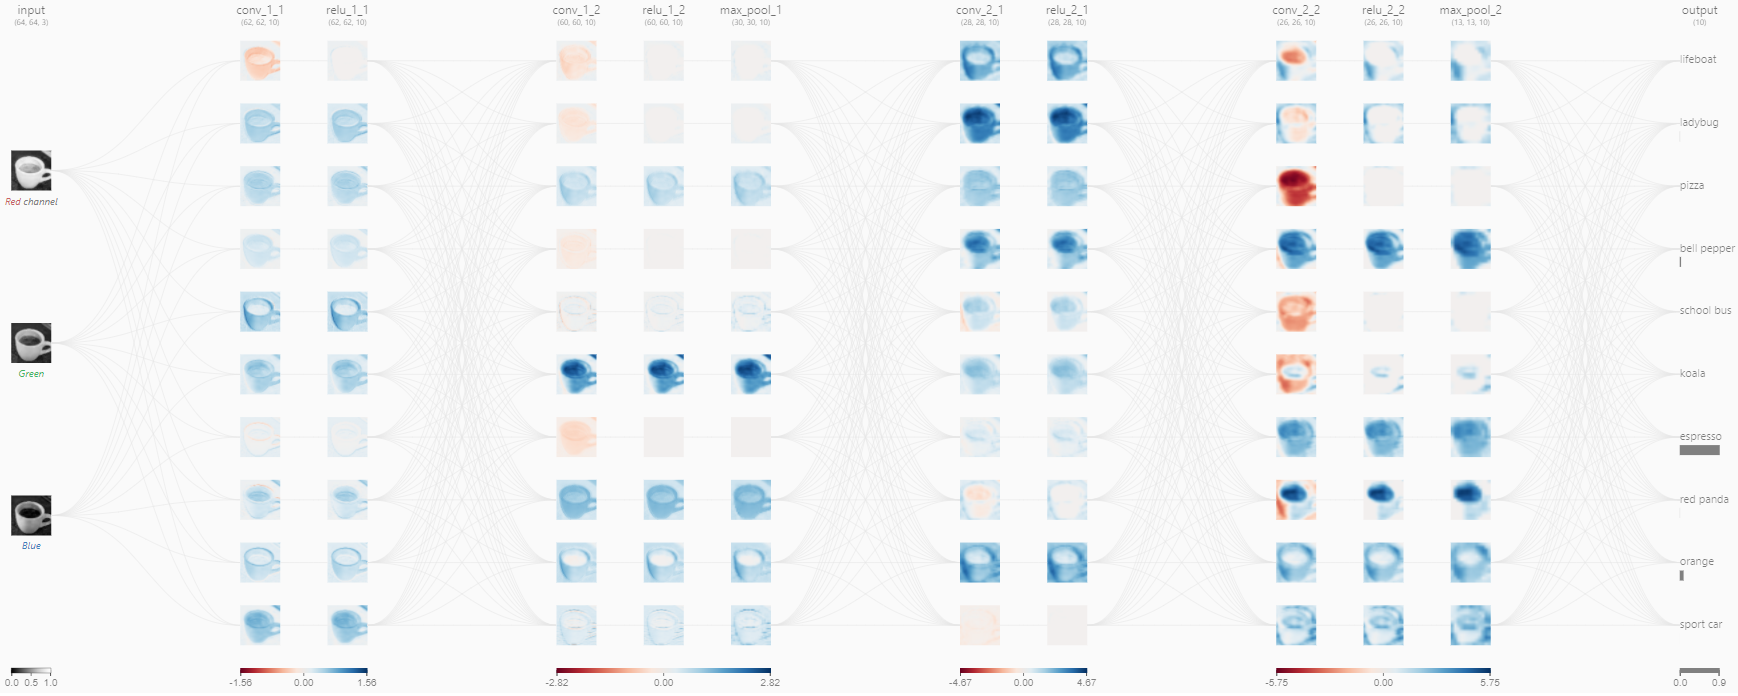 input conv_1_1 relu_1_1 conv_1_2 relu_1_2 max_pool_1 conv_2_1 relu_2_1 conv_2_2 relu_2_2 max_pool_2 output
(64, 64, 3) (62, 62, 10) (62, 62, 10) (60, 60, 10) (60, 60, 10) (30, 30, 10) (28, 28, 10) (28, 28, 10) (26, 26, 10) (26, 26, 10) (13, 13, 10) (10)
lifeboat
ladybug
pizza
Red channel
bell pepper
school bus
Green
koala
espresso
red panda
Blue
orange
sport car
0.0 0.5 1.0 -1.56 0.00 1.56 -2.82 0.00 2.82 -4.67 0.00 4.67 -5.75 0.00 5.75 0.0 0.9